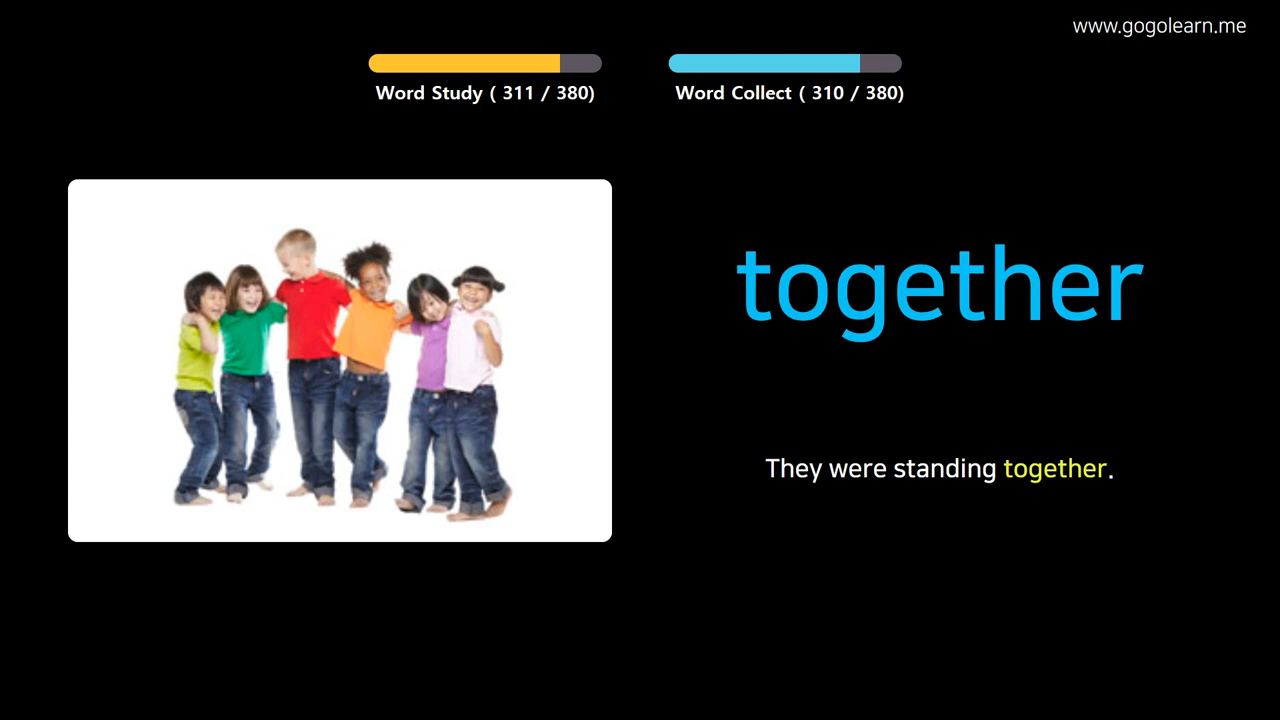 www.gogolearn.me
Word Study ( 311 / 380)
Word Collect ( 310 / 380)
together
They were standing together.